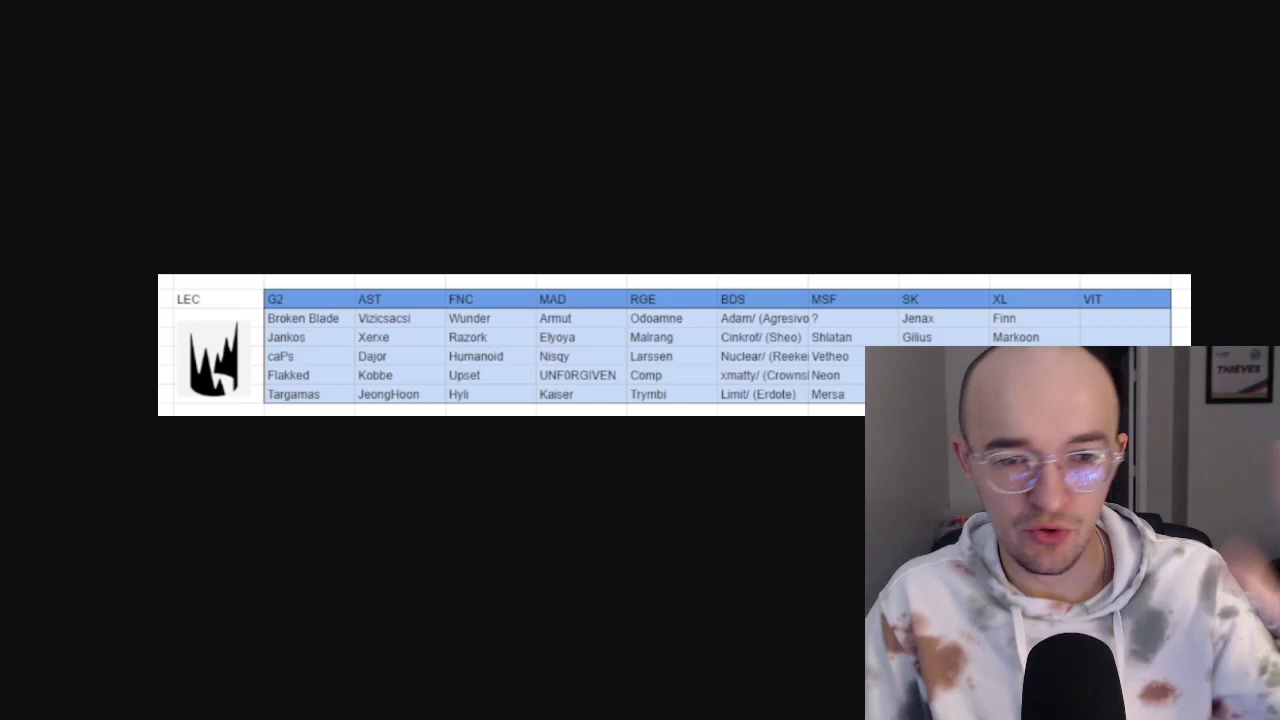 LEC G2 AST FNC MAD RGE BDS MSF SK XL VIT
Broken Blade Vizicsacsi Wunder Armut Odoamne Adam/ (Agresivo ? Jenax Finn
Jankos Xerxe Razork Elyoya Malrang Cinkrof/ (Sheo) Shlatan Gilius Markoon
caPs Dajor Humanoid Nisqy Larssen Nuclear/ (Reeke Vetheo
Flakked Kobbe Upset UNF0RGIVEN Comp xmatty/ (Crowns Neon
Targamas JeongHoon Hyli Kaiser Trymbi Limit/ (Erdote) Mersa
THIEVES